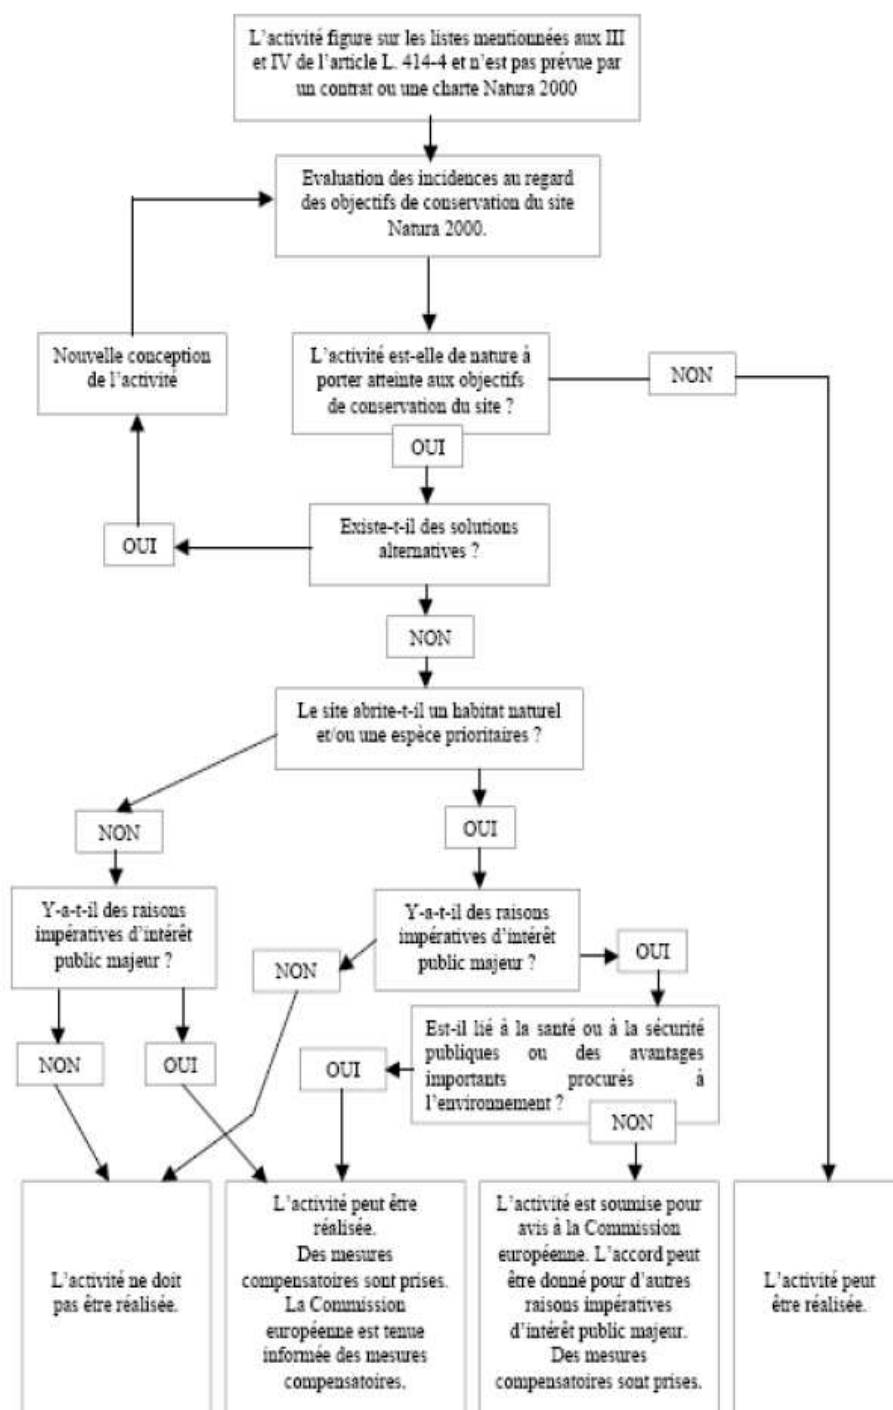 L'activité figure sur les listes mentionnées aux III
et IV de l'article L. 414-4 et n'est pas prévue par
un contrat ou une charte Natura 2000
Evaluation des incidences au regard
des objectifs de conservation du site
Natura 2000.
Nouvelle conception
de l'activité
L'activité est-elle de nature à
porter atteinte aux objectifs
de conservation du site ?
NON
OUI
OUI
Existe-t-il des solutions
alternatives ?
NON
Le site abrite-t-il un habitat naturel
et/ou une espèce prioritaires ?
NON
OUI
Y-a-t-il des raisons
impératives d'intérêt
public majeur ?
NON
Y-a-t-il des raisons
impératives d'intérêt
public majeur ?
OUI
NON
OUI
OUI
Est-il lié à la santé ou à la sécurité
publiques ou des avantages
importants procurés à
l'environnement ?
NON
L'activité ne doit
pas être réalisée.
L'activité peut être
réalisée.
Des mesures
compensatoires sont prises.
La Commission
européenne est tenue
informée des mesures
compensatoires.
L'activité est soumise pour
avis à la Commission
européenne. L'accord peut
être donné pour d'autres
raisons impératives
d'intérêt public majeur.
Des mesures
compensatoires sont prises.
L'activité peut
être réalisée.